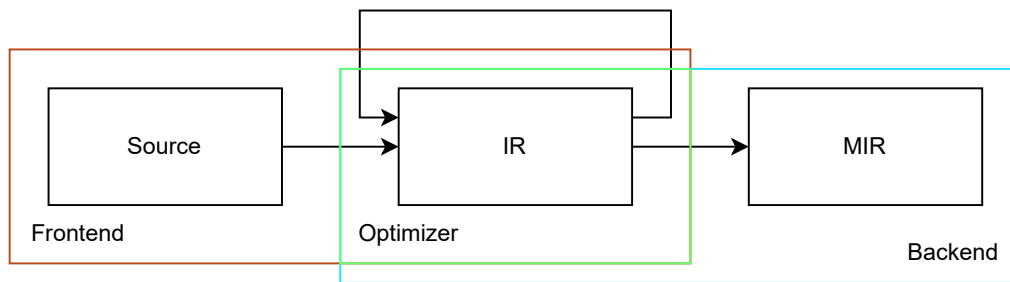 Source
IR
MIR
Frontend
Optimizer
Backend